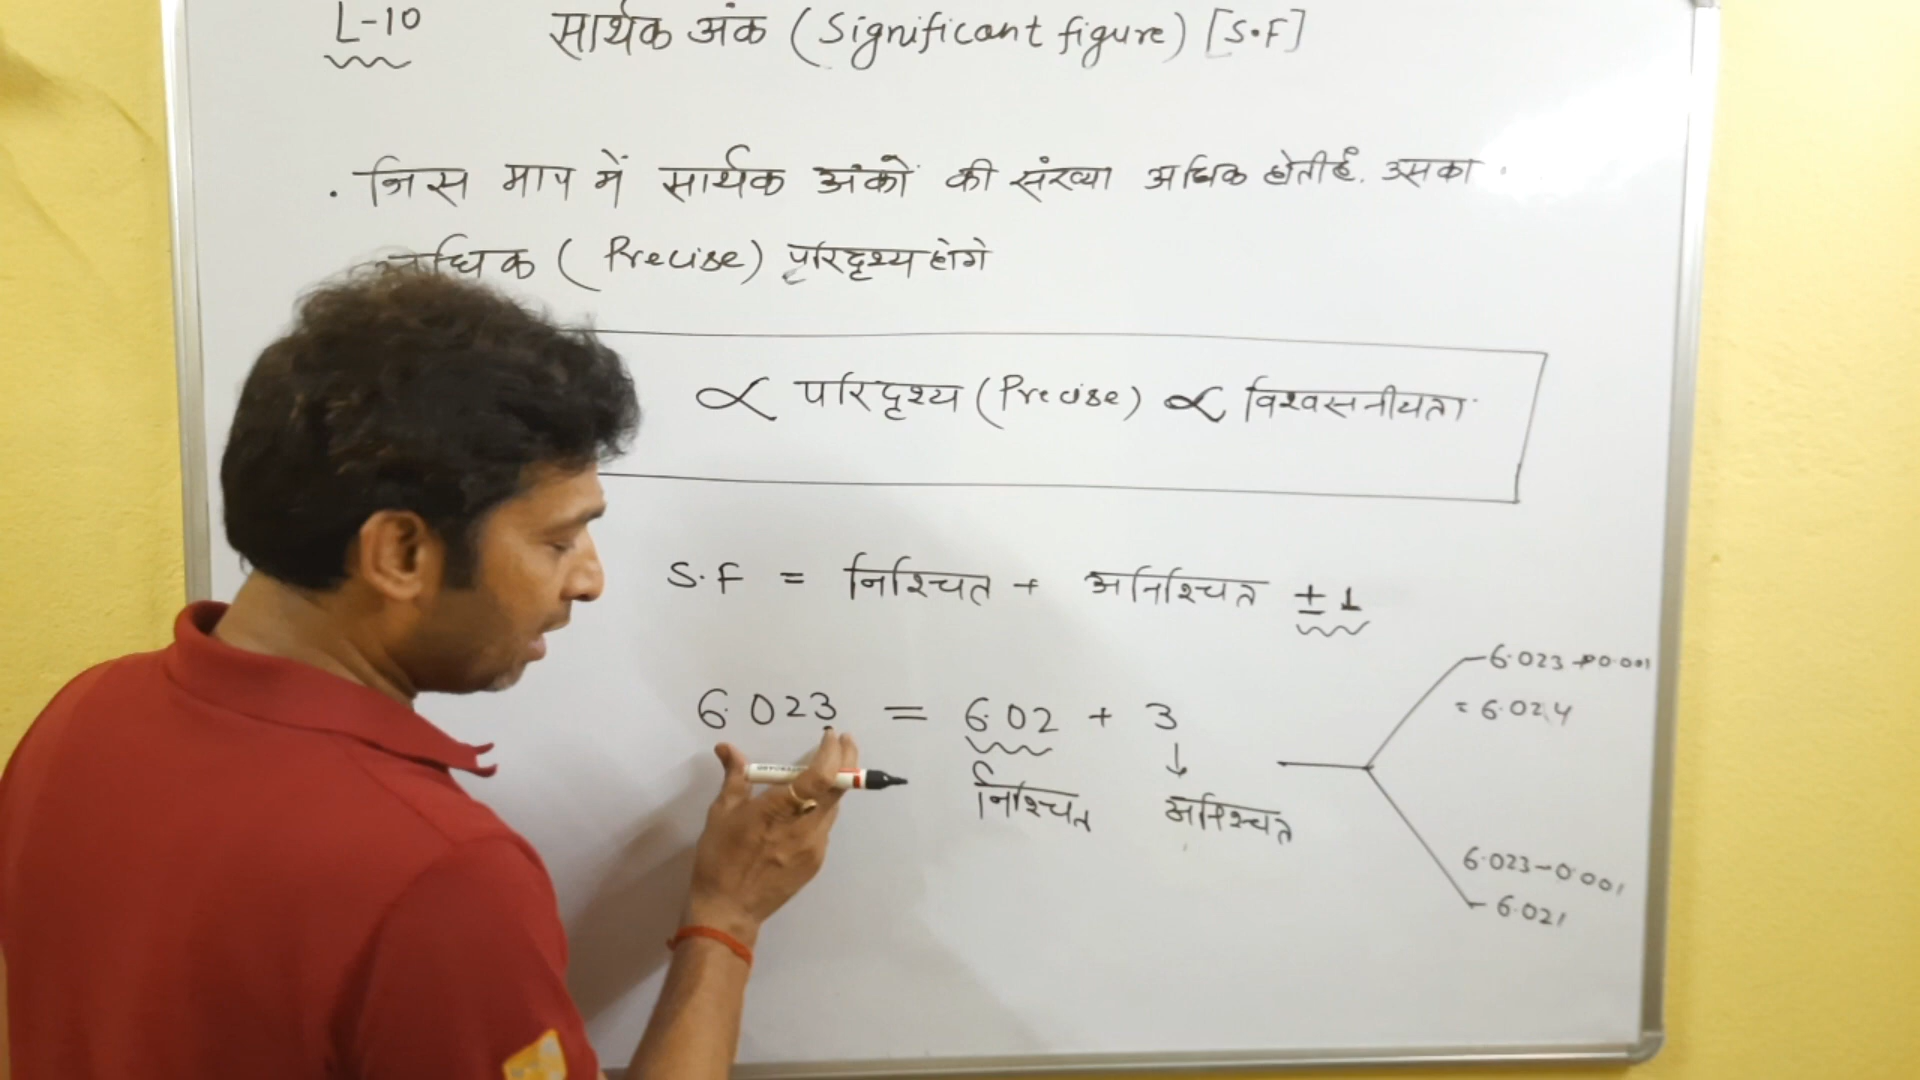 L-10 सार्थक अंक (Significant figure) [S.F]
. जिस माप में सार्थक अंकों की संख्या अधिक होती है. उसका
अधिक ( Precise) परिदृश्य होगे
∝ परिदृश्य (Precise) ∝ विश्वसनीयता
S.F = निश्चित + अनिश्चित ±1
6.023 = 6.02 + 3
निश्चित अनिश्चित
6.023+0.001
= 6.024
6.023-0.001
6.021